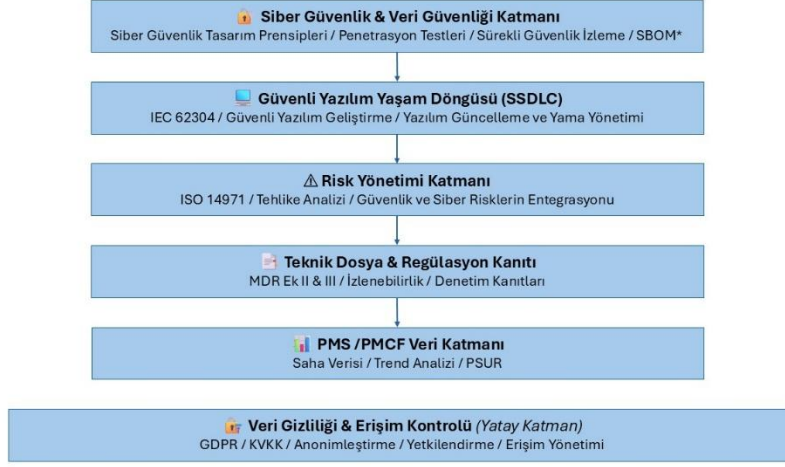 Siber Güvenlik & Veri Güvenliği Katmanı
Siber Güvenlik Tasarım Prensipleri / Penetrasyon Testleri / Sürekli Güvenlik İzleme / SBOM*
Güvenli Yazılım Yaşam Döngüsü (SSDLC)
IEC 62304 / Güvenli Yazılım Geliştirme / Yazılım Güncelleme ve Yama Yönetimi
Risk Yönetimi Katmanı
ISO 14971 / Tehlike Analizi / Güvenlik ve Siber Risklerin Entegrasyonu
Teknik Dosya & Regülasyon Kanıtı
MDR Ek II & III / İzlenebilirlik / Denetim Kanıtları
PMS /PMCF Veri Katmanı
Saha Verisi / Trend Analizi / PSUR
Veri Gizliliği & Erişim Kontrolü (Yatay Katman)
GDPR / KVKK / Anonimleştirme / Yetkilendirme / Erişim Yönetimi